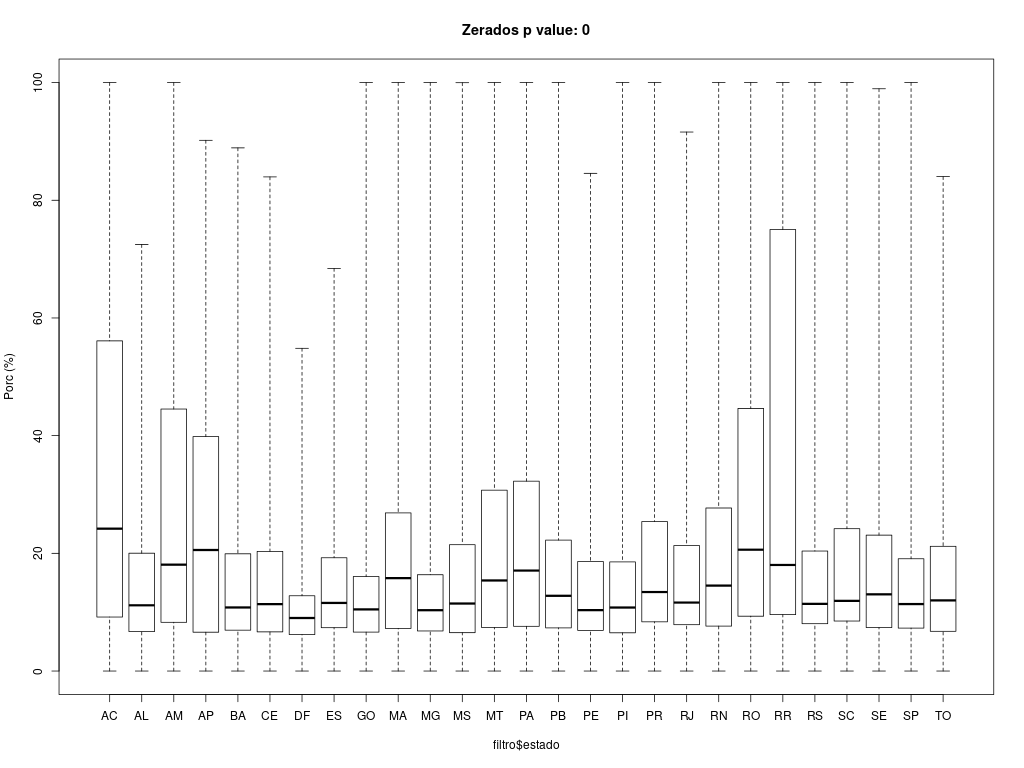 Zerados p value: 0
Porc (%)
100
80
60
40
20
0
AC AL AM AP BA CE DF ES GO MA MG MS MT PA PB PE PI PR RJ RN RO RR RS SC SE SP TO
filtro$estado